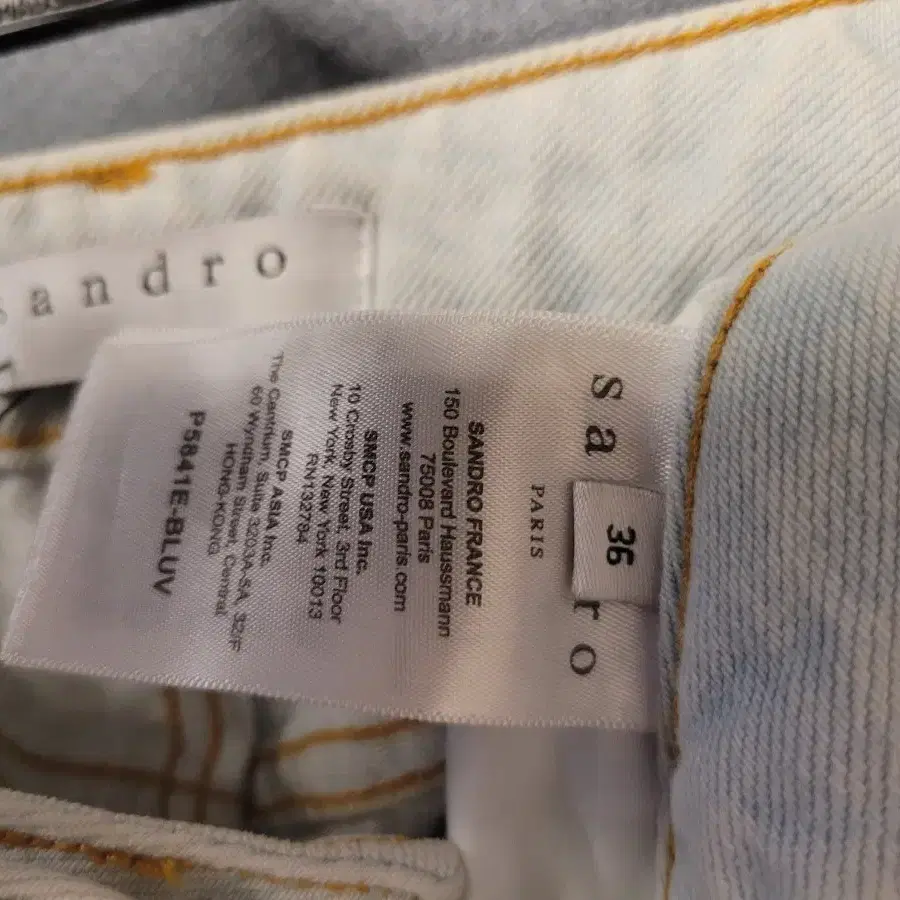 sandro
sa ro
36
PARIS
SANDRO FRANCE
150 Boulevard Haussmann
75008 Paris
www.sandro-paris.com
SMCP USA Inc.
10 Crosby Street, 3rd Floor
New York, New York 10013
RN132784
SMCP ASIA Inc.
The Centrium, Suite 3203A-5A, 32/F
60 Wyndham Street, Central,
HONG-KONG
P5841E-BLUV